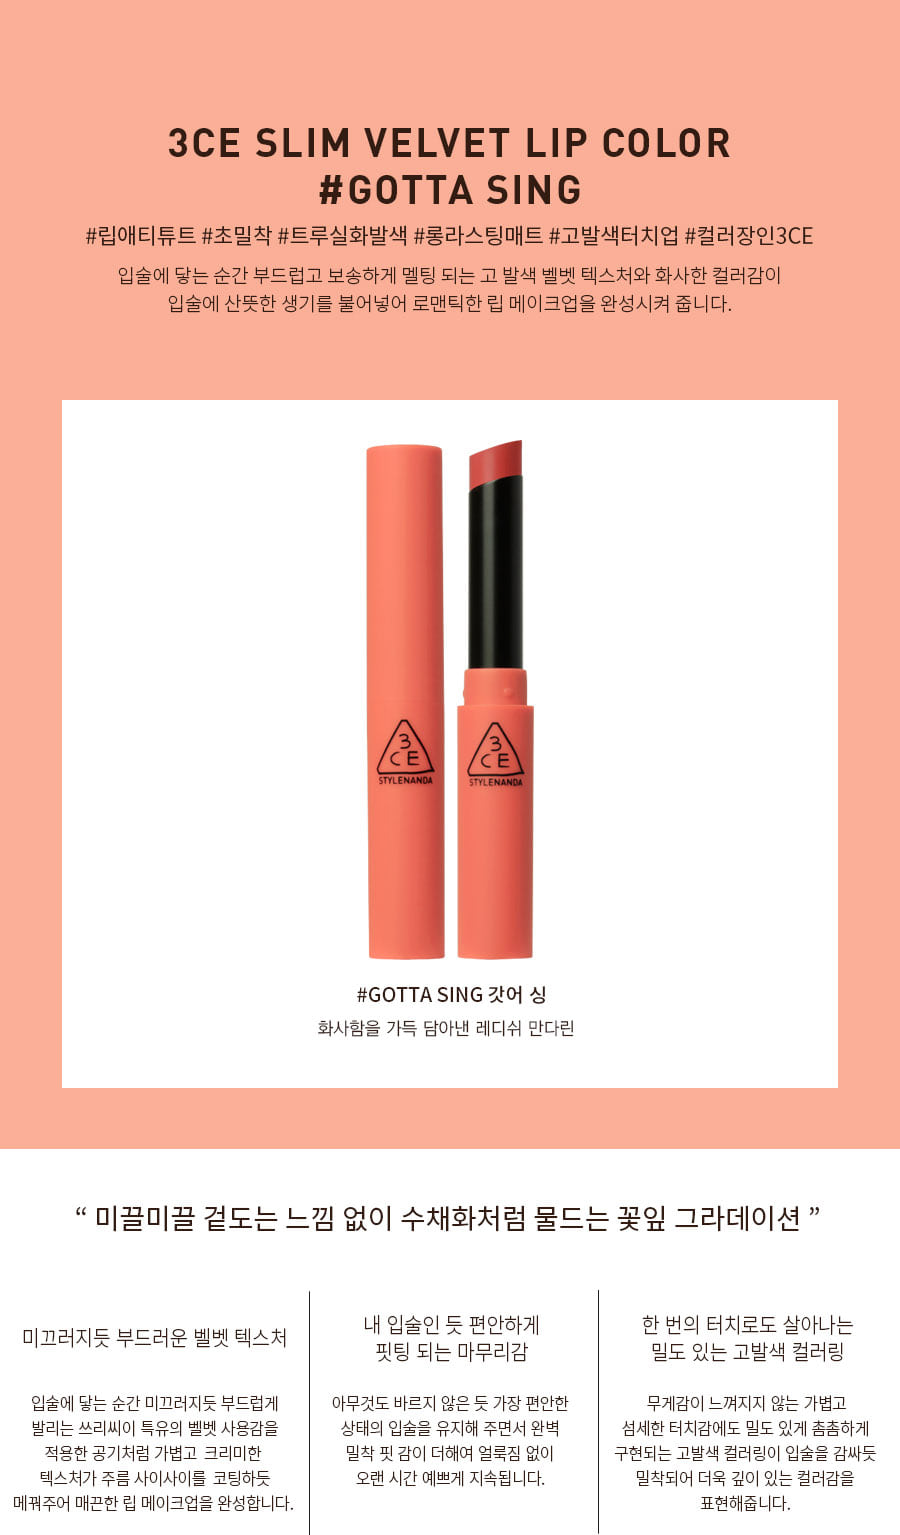 3CE SLIM VELVET LIP COLOR
#GOTTA SING
#립애티튜트 #초밀착 #트루실화발색 #롱라스팅매트 #고발색터치업 #컬러장인3CE
입술에 닿는 순간 부드럽고 보송하게 멜팅 되는 고 발색 벨벳 텍스처와 화사한 컬러감이
입술에 산뜻한 생기를 불어넣어 로맨틱한 립 메이크업을 완성시켜 줍니다.
3
CE
STYLENANDA
3
CE
STYLENANDA
#GOTTA SING 갓어 싱
화사함을 가득 담아낸 레디쉬 만다린
“ 미끌미끌 겉도는 느낌 없이 수채화처럼 물드는 꽃잎 그라데이션 ”
미끄러지듯 부드러운 벨벳 텍스처
입술에 닿는 순간 미끄러지듯 부드럽게
발리는 쓰리씨이 특유의 벨벳 사용감을
적용한 공기처럼 가볍고 크리미한
텍스처가 주름 사이사이를 코팅하듯
메꿔주어 매끈한 립 메이크업을 완성합니다.
내 입술인 듯 편안하게
핏팅 되는 마무리감
아무것도 바르지 않은 듯 가장 편안한
상태의 입술을 유지해 주면서 완벽
밀착 핏 감이 더해여 얼룩짐 없이
오랜 시간 예쁘게 지속됩니다.
한 번의 터치로도 살아나는
밀도 있는 고발색 컬러링
무게감이 느껴지지 않는 가볍고
섬세한 터치감에도 밀도 있게 촘촘하게
구현되는 고발색 컬러링이 입술을 감싸듯
밀착되어 더욱 깊이 있는 컬러감을
표현해줍니다.